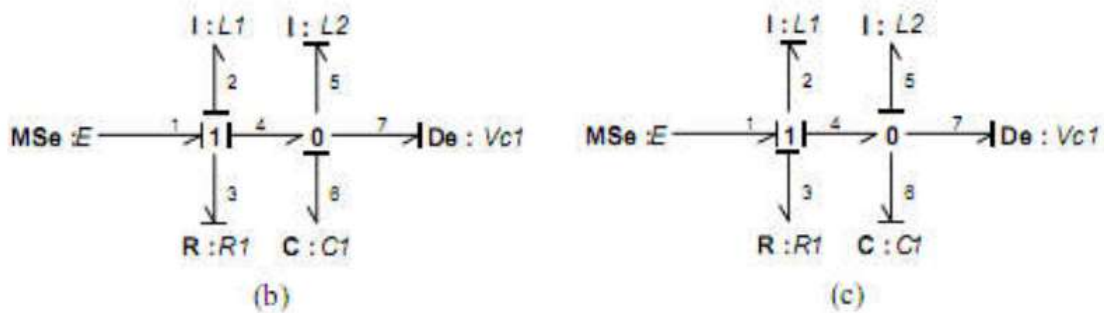 I : L1 I : L2
2 5
MSe : E 1 1 4 0 7 De : Vc1
3 6
R : R1 C : C1
(b)
I : L1 I : L2
2 5
MSe : E 1 1 4 0 7 De : Vc1
3 6
R : R1 C : C1
(c)